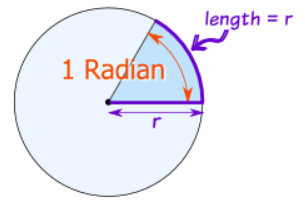 length = r
1 Radian
r